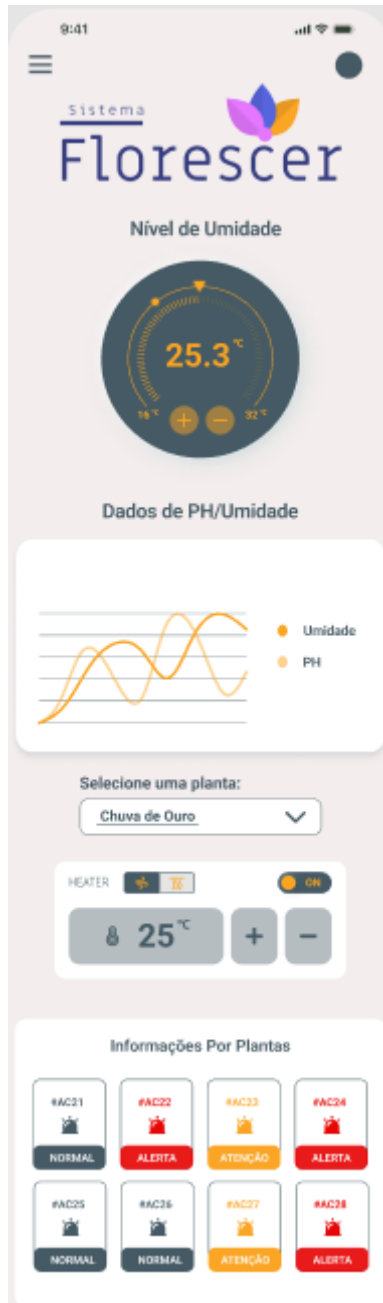 9:41
Sistema
Florescer
Nível de Umidade
25.3°C
16°C
32°C
Dados de PH/Umidade
Umidade
PH
Selecione uma planta:
Chuva de Ouro
HEATER
ON
25°C
Informações Por Plantas
#AC21 #AC22 #AC23 #AC24
NORMAL ALERTA ATENÇÃO ALERTA
#AC25 #AC26 #AC27 #AC28
NORMAL NORMAL ATENÇÃO ALERTA